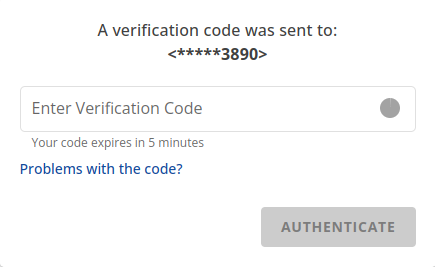 A verification code was sent to:
<*****3890>
Enter Verification Code
Your code expires in 5 minutes
Problems with the code?
AUTHENTICATE